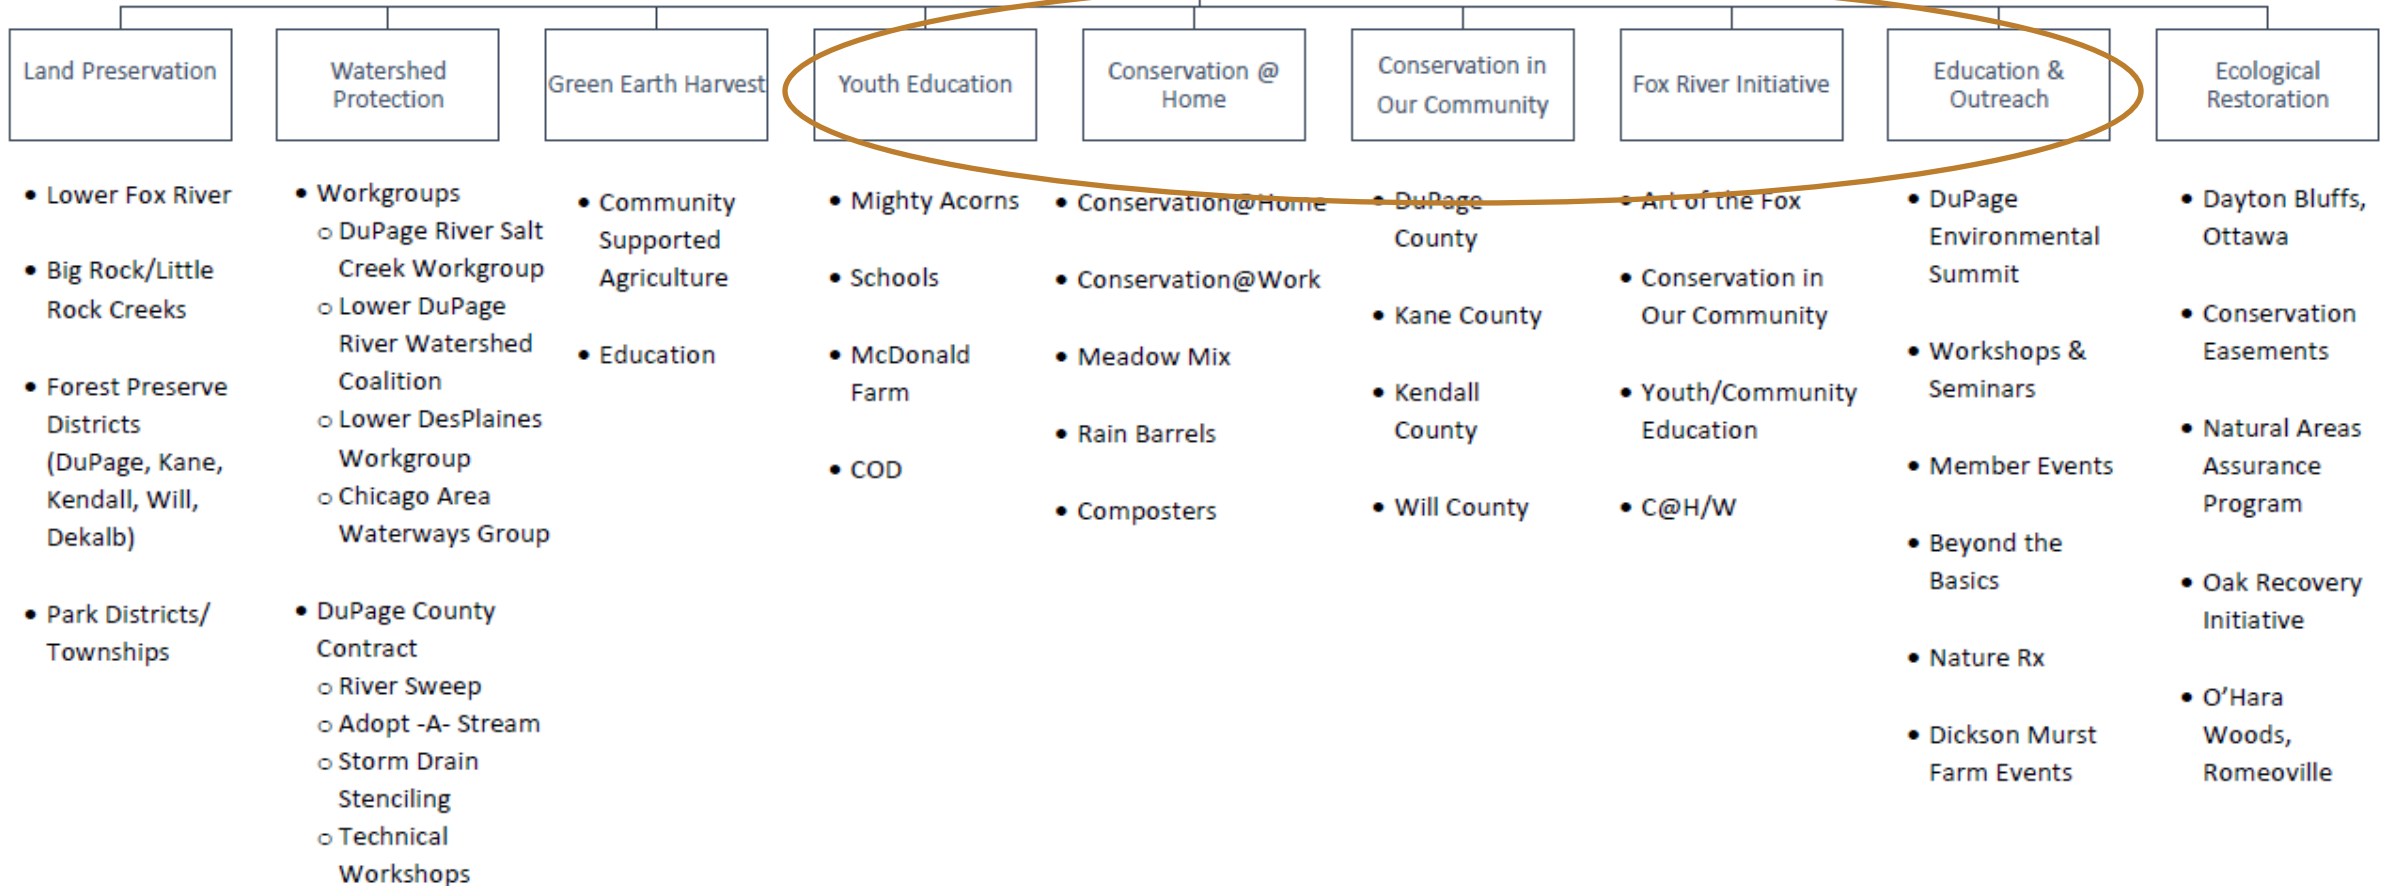 Land Preservation
Watershed
Protection
Green Earth Harvest
Youth Education
Conservation @
Home
Conservation in
Our Community
Fox River Initiative
Education &
Outreach
Ecological
Restoration
• Lower Fox River
• Big Rock/Little
Rock Creeks
• Forest Preserve
Districts
(DuPage, Kane,
Kendall, Will,
Dekalb)
• Park Districts/
Townships
• Workgroups
o DuPage River Salt
Creek Workgroup
o Lower DuPage
River Watershed
Coalition
o Lower DesPlaines
Workgroup
o Chicago Area
Waterways Group
• DuPage County
Contract
o River Sweep
o Adopt -A- Stream
o Storm Drain
Stenciling
o Technical
Workshops
• Community
Supported
Agriculture
• Education
• Mighty Acorns
• Schools
• McDonald
Farm
• COD
• Conservation@Home
• Conservation@Work
• Meadow Mix
• Rain Barrels
• Composters
• DuPage
County
• Kane County
• Kendall
County
• Will County
• Art of the Fox
• Conservation in
Our Community
• Youth/Community
Education
• C@H/W
• DuPage
Environmental
Summit
• Workshops &
Seminars
• Member Events
• Beyond the
Basics
• Nature Rx
• Dickson Murst
Farm Events
• Dayton Bluffs,
Ottawa
• Conservation
Easements
• Natural Areas
Assurance
Program
• Oak Recovery
Initiative
• O’Hara
Woods,
Romeoville